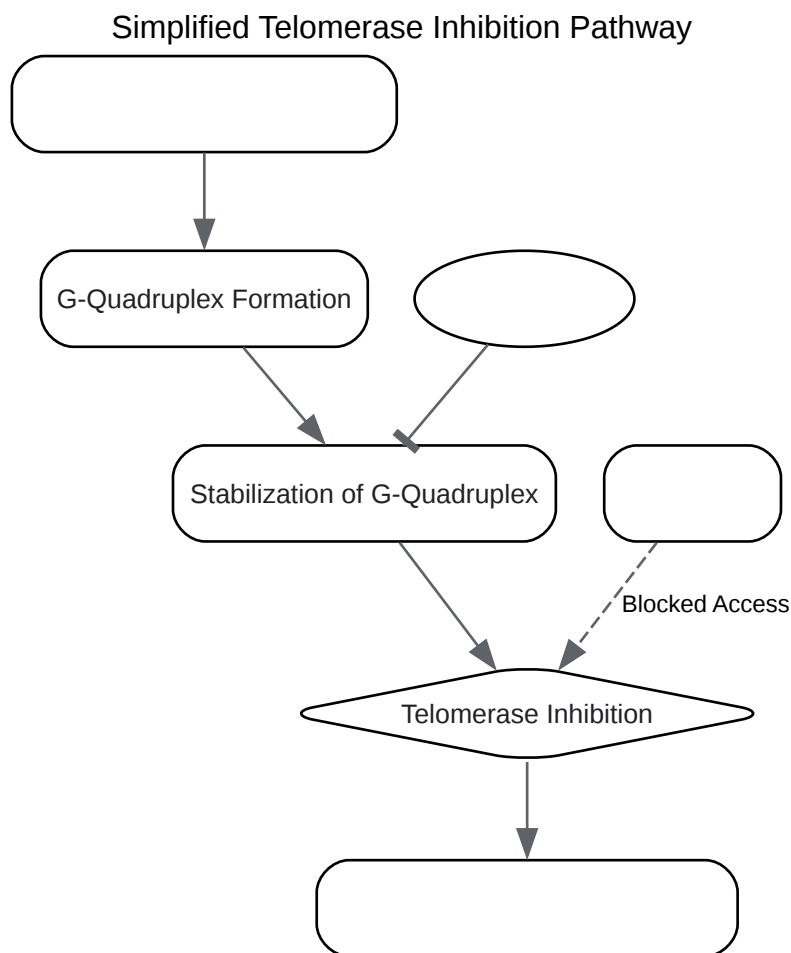 Simplified Telomerase Inhibition Pathway
G-Quadruplex Formation
Stabilization of G-Quadruplex
Blocked Access
Telomerase Inhibition